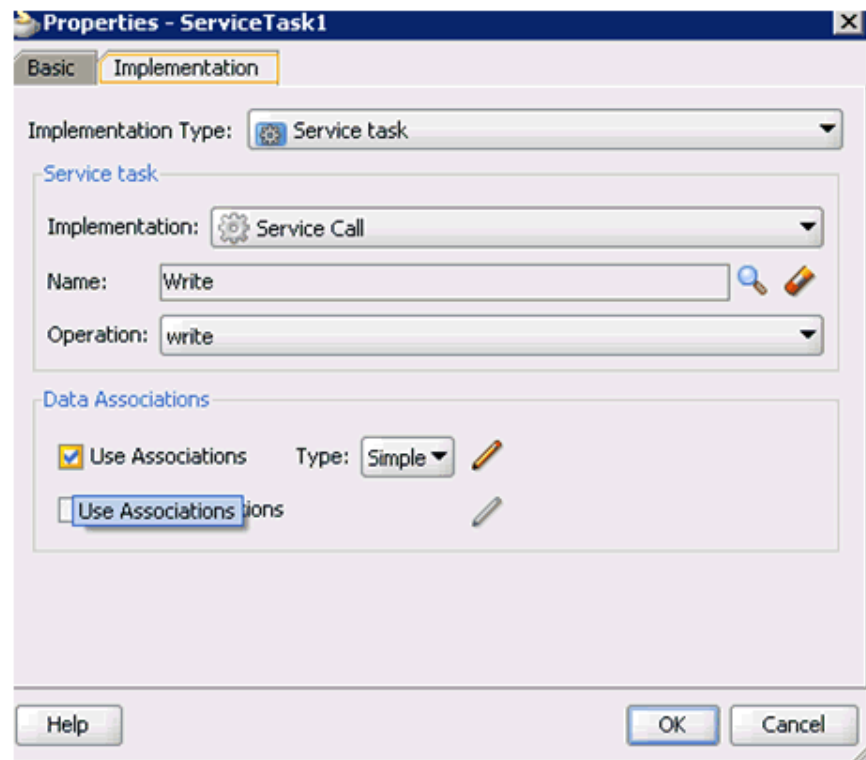 Properties - ServiceTask1
Basic Implementation
Implementation Type: Service task
Service task
Implementation: Service Call
Name: Write
Operation: write
Data Associations
Use Associations Type: Simple
Use Associations
Help OK Cancel